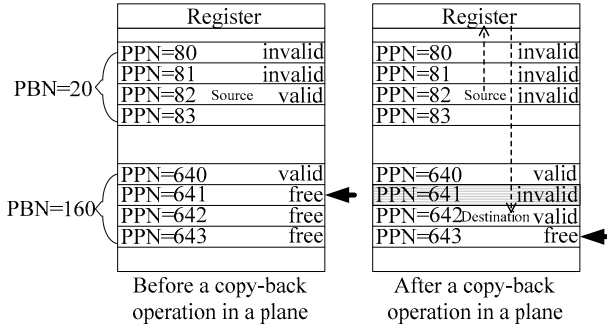 Register
PBN=20
PPN=80 invalid
PPN=81 invalid
PPN=82 Source valid
PPN=83
PBN=160
PPN=640 valid
PPN=641 free
PPN=642 free
PPN=643 free
Before a copy-back
operation in a plane
Register
PPN=80 invalid
PPN=81 invalid
PPN=82 Source invalid
PPN=83
PPN=640 valid
PPN=641 invalid
PPN=642 Destination valid
PPN=643 free
After a copy-back
operation in a plane